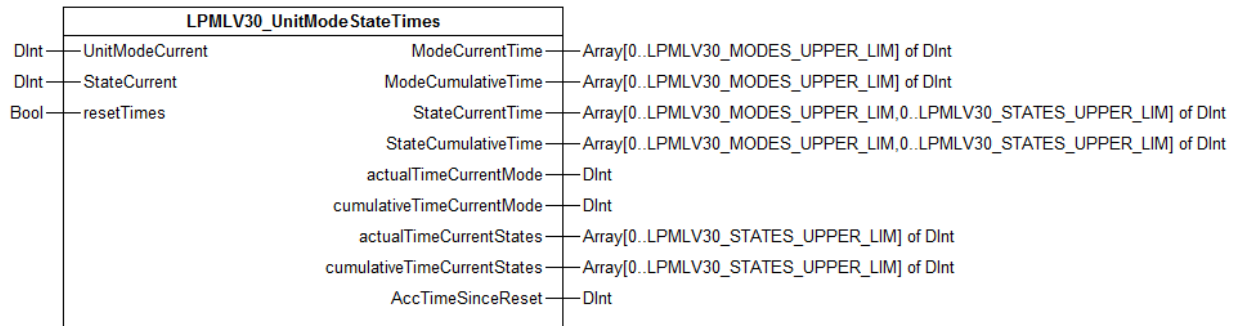 LPMLV30_UnitModeStateTimes
DInt UnitModeCurrent ModeCurrentTime Array[0..LPMLV30_MODES_UPPER_LIM] of DInt
DInt StateCurrent ModeCumulativeTime Array[0..LPMLV30_MODES_UPPER_LIM] of DInt
Bool resetTimes StateCurrentTime Array[0..LPMLV30_MODES_UPPER_LIM,0..LPMLV30_STATES_UPPER_LIM] of DInt
StateCumulativeTime Array[0..LPMLV30_MODES_UPPER_LIM,0..LPMLV30_STATES_UPPER_LIM] of DInt
actualTimeCurrentMode DInt
cumulativeTimeCurrentMode DInt
actualTimeCurrentStates Array[0..LPMLV30_STATES_UPPER_LIM] of DInt
cumulativeTimeCurrentStates Array[0..LPMLV30_STATES_UPPER_LIM] of DInt
AccTimeSinceReset DInt